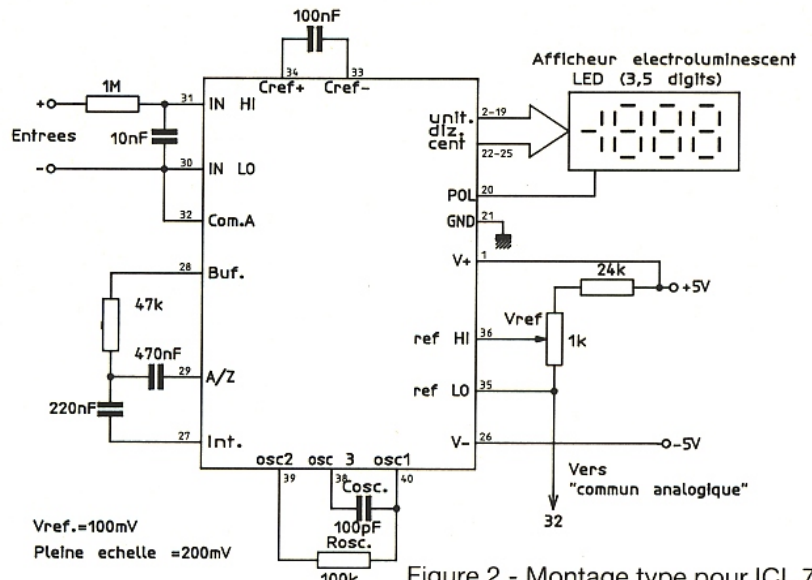 100nF
34 33
Cref+ Cref-
Afficheur electroluminescent
LED (3,5 digits)
1M
31 IN HI
+
Entrees
10nF
-
30 IN LO
32 Com.A
unit. 2-19
diz.
cent 22-25
POL 20
GND 21
V+ 1
24k
+5V
28 Buf.
47k
Vref
ref HI 36
1k
470nF
29 A/Z
ref LO 35
220nF
27 Int.
V- 26
-5V
osc2 osc 3 osc1
39 38 40
Cosc.
100pF
Rosc.
100k
Vers
"commun analogique"
32
Vref.=100mV
Pleine echelle =200mV
Figure 2 - Montage type pour ICL